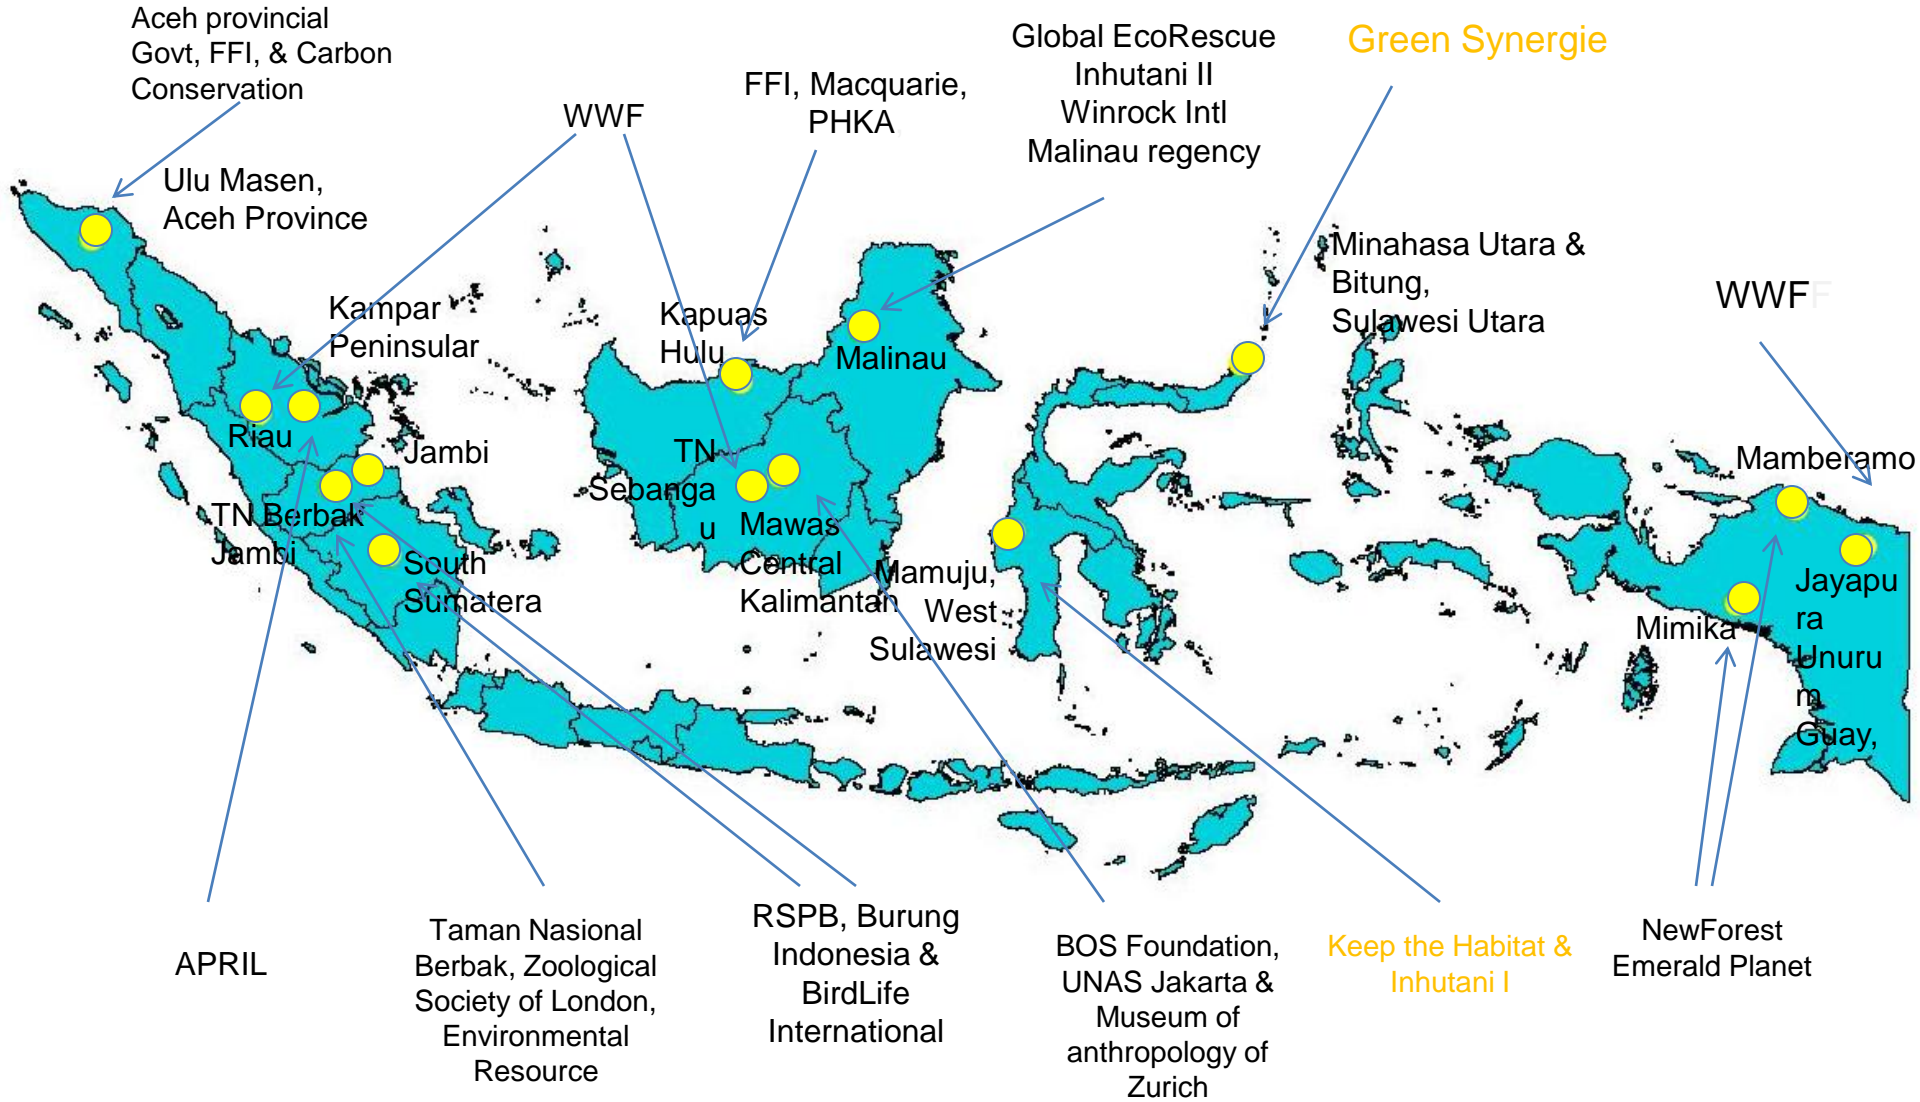 Aceh provincial
Govt, FFI, & Carbon
Conservation
WWF
FFI, Macquarie,
PHKA
Global EcoRescue
Inhutani II
Winrock Intl
Malinau regency
Green Synergie
Ulu Masen,
Aceh Province
Minahasa Utara &
Bitung,
Sulawesi Utara
WWFF
Kampar
Peninsular
Kapuas
Hulu
Malinau
Riau
Jambi
TN
Sebanga
u
Mamberamo
TN Berbak
Jambi
South
Sumatera
Mawas
Central
Kalimantan
Mamuju,
West
Sulawesi
Mimika
Jayapu
ra
Unuru
m
Guay,
APRIL
Taman Nasional
Berbak, Zoological
Society of London,
Environmental
Resource
RSPB, Burung
Indonesia &
BirdLife
International
BOS Foundation,
UNAS Jakarta &
Museum of
anthropology of
Zurich
Keep the Habitat &
Inhutani I
NewForest
Emerald Planet